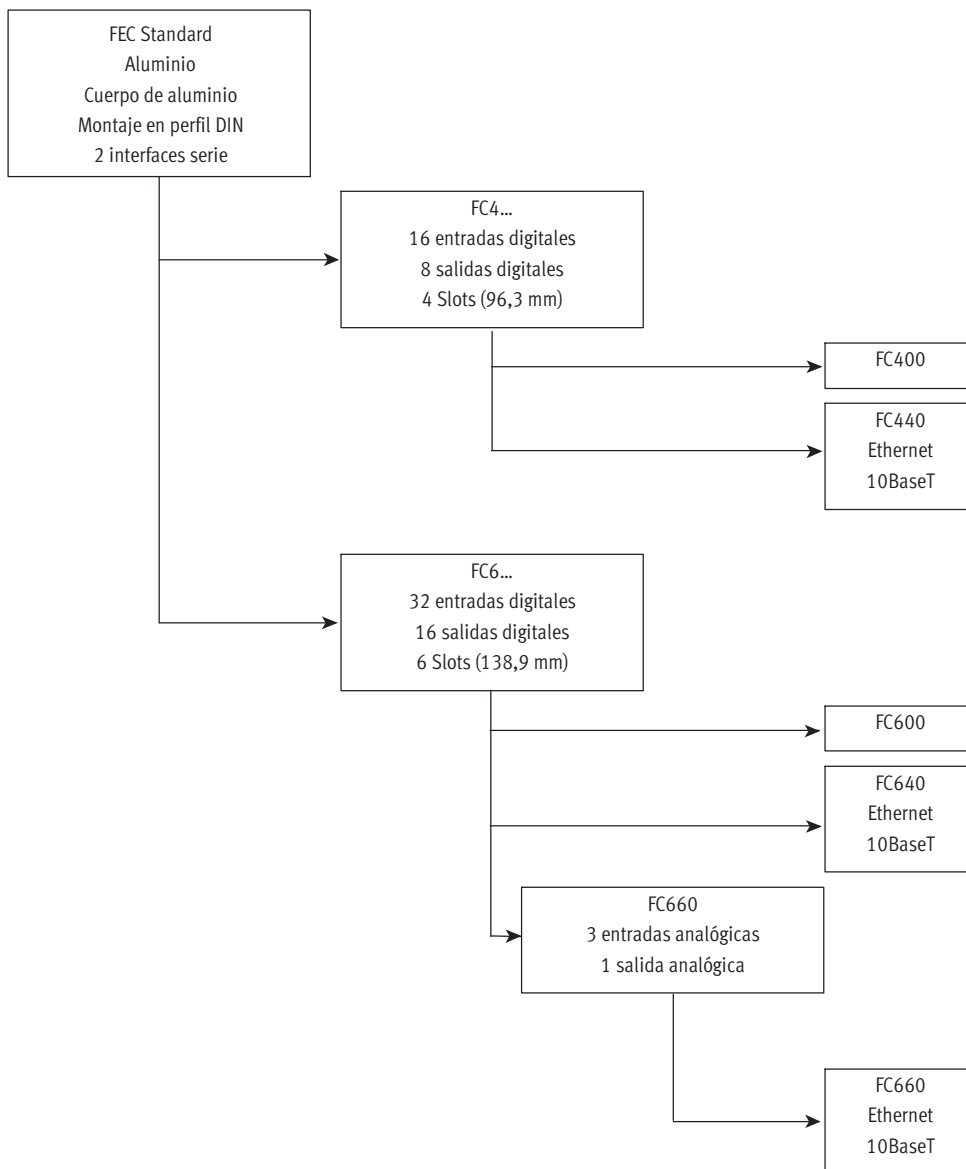 FEC Standard
Aluminio
Cuerpo de aluminio
Montaje en perfil DIN
2 interfaces serie
FC4...
16 entradas digitales
8 salidas digitales
4 Slots (96,3 mm)
FC400
FC440
Ethernet
10BaseT
FC6...
32 entradas digitales
16 salidas digitales
6 Slots (138,9 mm)
FC600
FC640
Ethernet
10BaseT
FC660
3 entradas analógicas
1 salida analógica
FC660
Ethernet
10BaseT